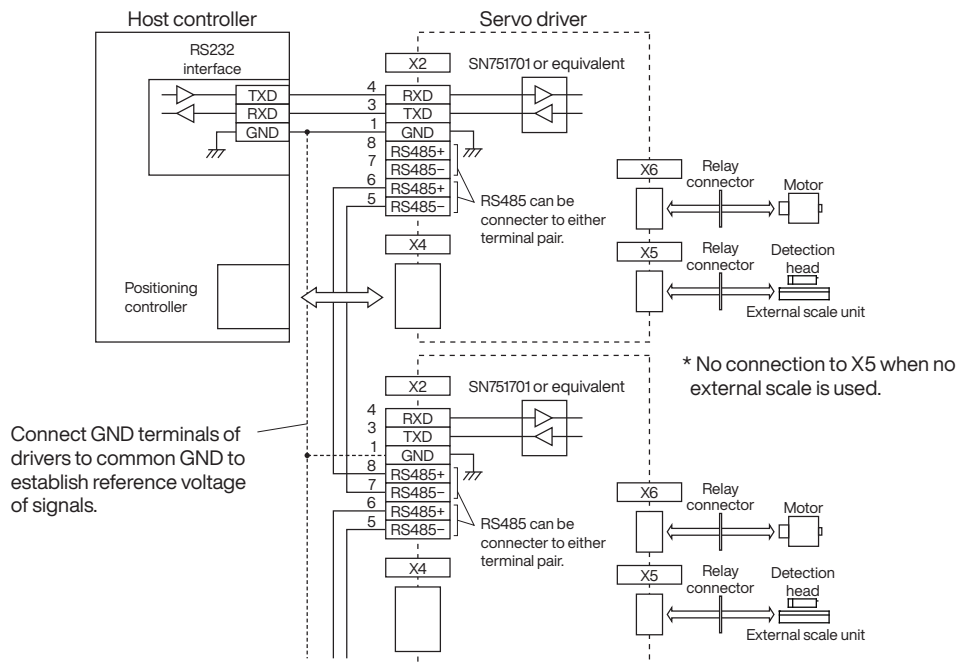 Host controller
Servo driver
RS232
interface
X2
SN751701 or equivalent
TXD
4
RXD
RXD
3
TXD
GND
1
GND
8
RS485+
7
RS485−
6
RS485+
5
RS485−
RS485 can be
connecter to either
terminal pair.
X6
Relay
connector
Motor
X4
X5
Relay
connector
Detection
head
External scale unit
Positioning
controller
* No connection to X5 when no
external scale is used.
X2
SN751701 or equivalent
4
RXD
3
TXD
1
GND
8
RS485+
7
RS485−
6
RS485+
5
RS485−
RS485 can be
connecter to either
terminal pair.
Connect GND terminals of
drivers to common GND to
establish reference voltage
of signals.
X6
Relay
connector
Motor
X4
X5
Relay
connector
Detection
head
External scale unit